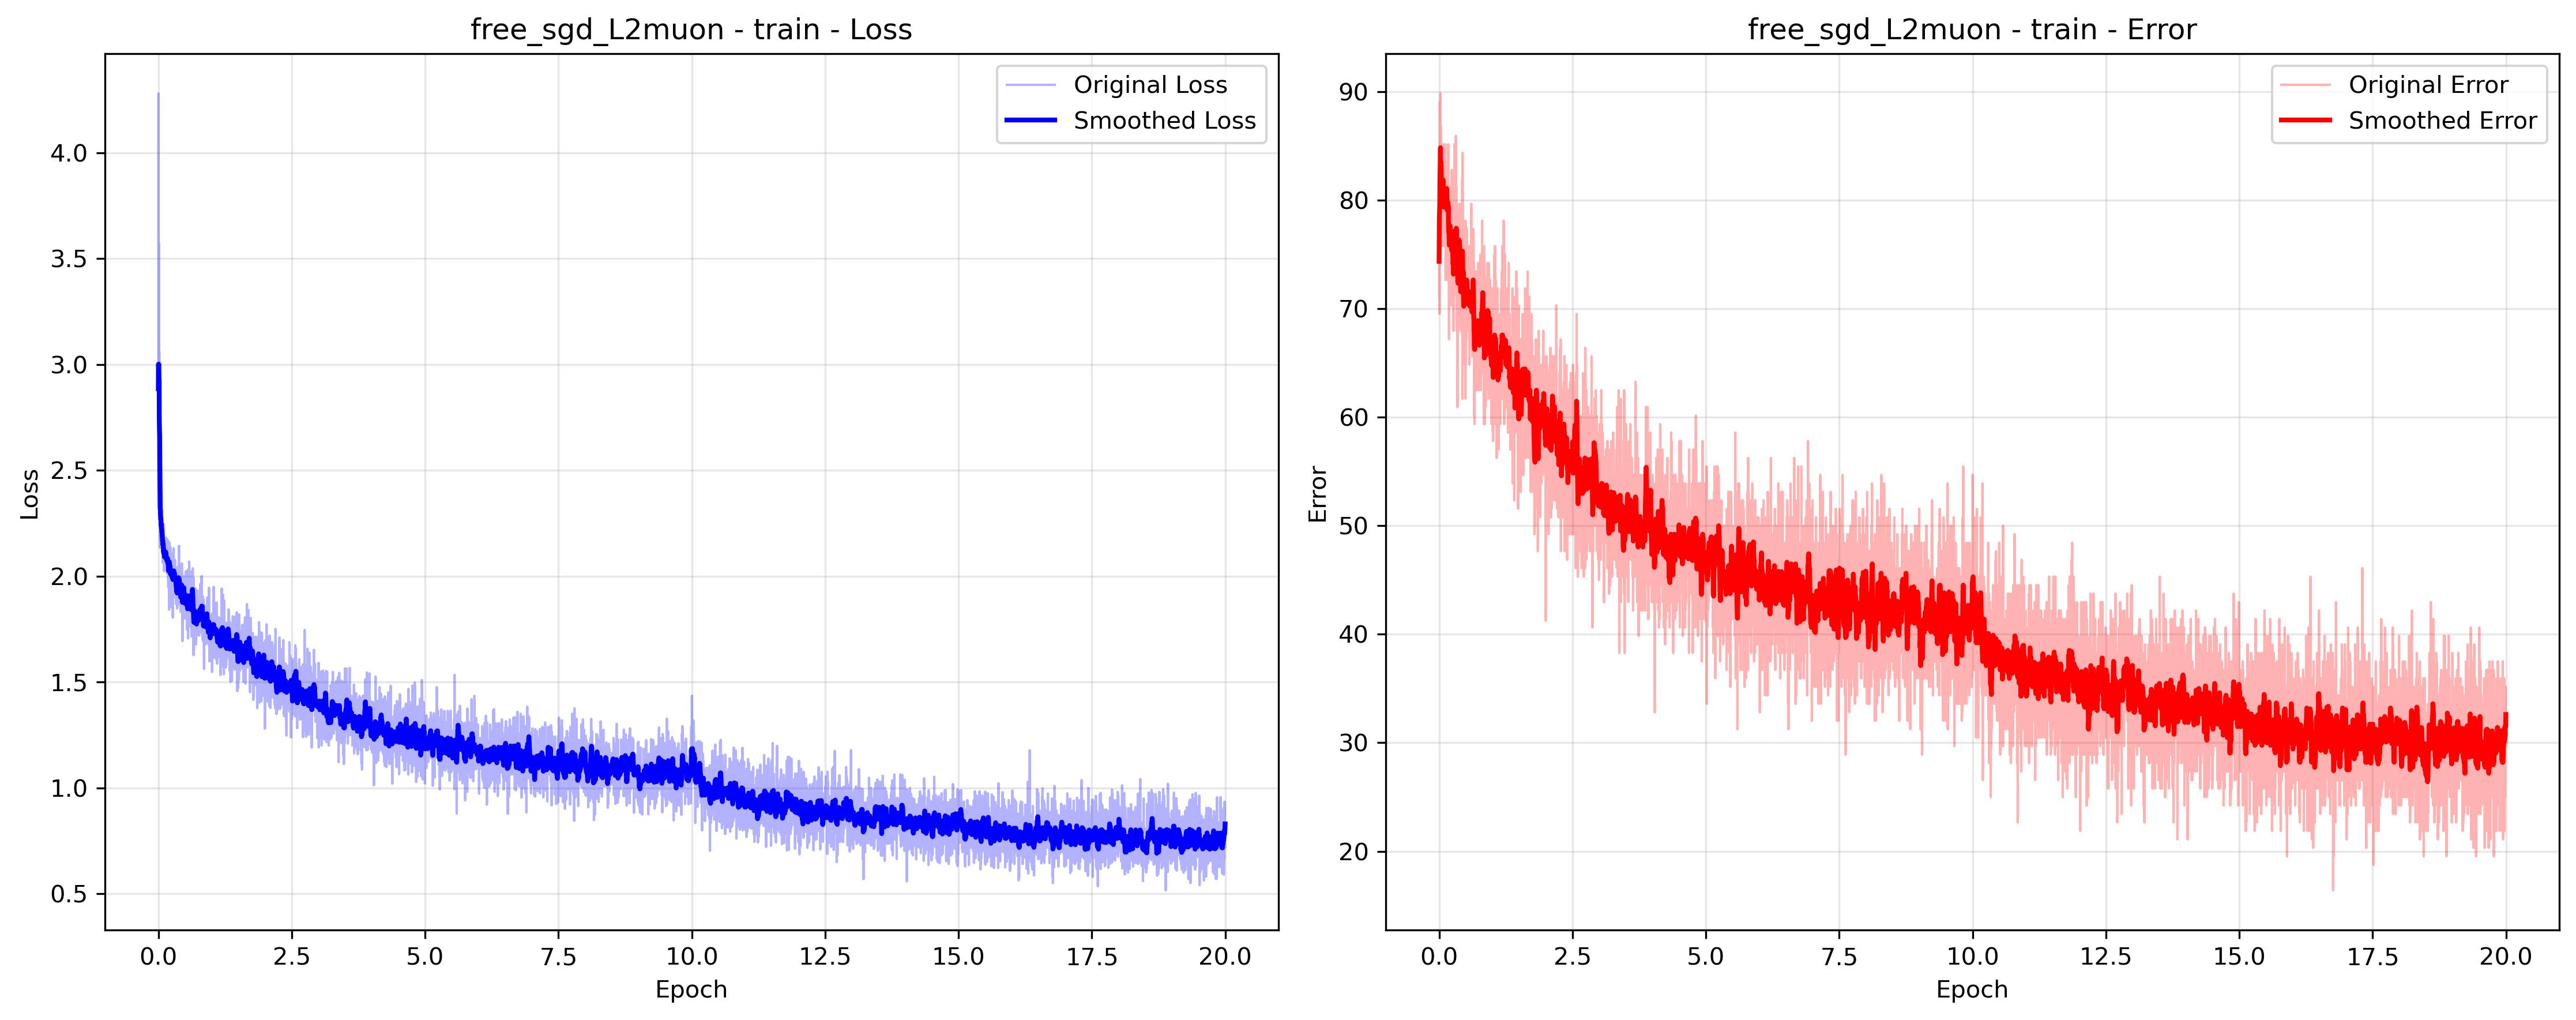 free_sgd_L2muon - train - Loss
Original Loss
Smoothed Loss
4.0
3.5
3.0
2.5
2.0
1.5
1.0
0.5
Loss
0.0 2.5 5.0 7.5 10.0 12.5 15.0 17.5 20.0
Epoch
free_sgd_L2muon - train - Error
Original Error
Smoothed Error
90
80
70
60
50
40
30
20
Error
0.0 2.5 5.0 7.5 10.0 12.5 15.0 17.5 20.0
Epoch